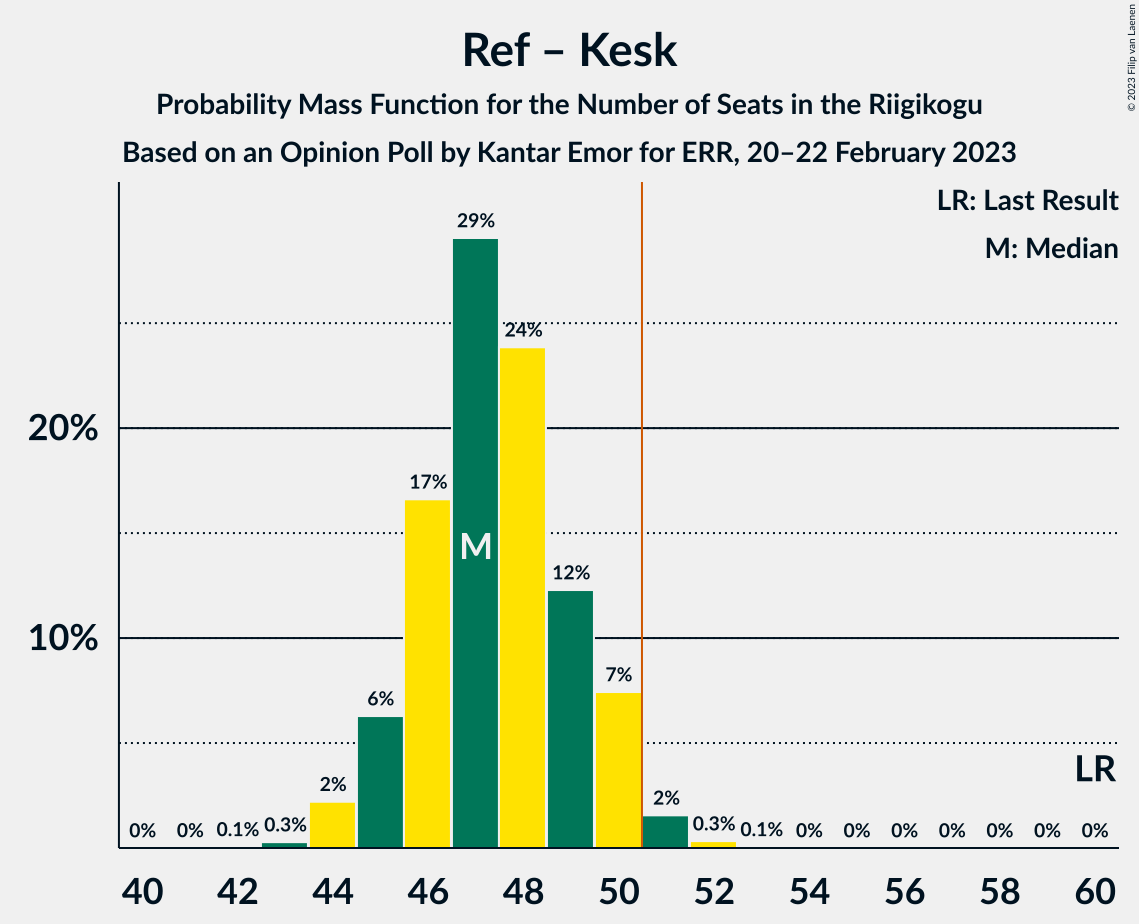 Ref – Kesk
Probability Mass Function for the Number of Seats in the Riigikogu
Based on an Opinion Poll by Kantar Emor for ERR, 20–22 February 2023
© 2023 Filip van Laenen
LR: Last Result
M: Median
29%
24%
20%
17%
M
12%
10%
7%
6%
LR
2%
2%
0% 0% 0.1% 0.3% 0.3% 0.1% 0% 0% 0% 0% 0% 0% 0%
40 42 44 46 48 50 52 54 56 58 60